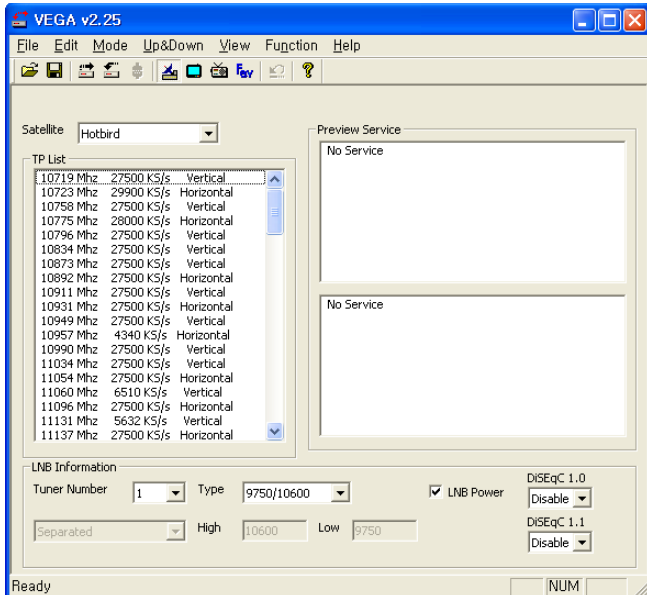 VEGA v2.25
File Edit Mode Up&Down View Function Help
Fav
Satellite Hotbird
TP List
10719 Mhz 27500 KS/s Vertical
10723 Mhz 29900 KS/s Horizontal
10758 Mhz 27500 KS/s Vertical
10775 Mhz 28000 KS/s Horizontal
10796 Mhz 27500 KS/s Vertical
10834 Mhz 27500 KS/s Vertical
10873 Mhz 27500 KS/s Vertical
10892 Mhz 27500 KS/s Horizontal
10911 Mhz 27500 KS/s Vertical
10931 Mhz 27500 KS/s Horizontal
10949 Mhz 27500 KS/s Vertical
10957 Mhz 4340 KS/s Horizontal
10990 Mhz 27500 KS/s Vertical
11034 Mhz 27500 KS/s Vertical
11054 Mhz 27500 KS/s Horizontal
11060 Mhz 6510 KS/s Vertical
11096 Mhz 27500 KS/s Horizontal
11131 Mhz 5632 KS/s Vertical
11137 Mhz 27500 KS/s Horizontal
Preview Service
No Service
No Service
LNB Information
Tuner Number 1 Type 9750/10600 LNB Power
DiSEqC 1.0
Disable
Separated High 10600 Low 9750
DiSEqC 1.1
Disable
Ready NUM